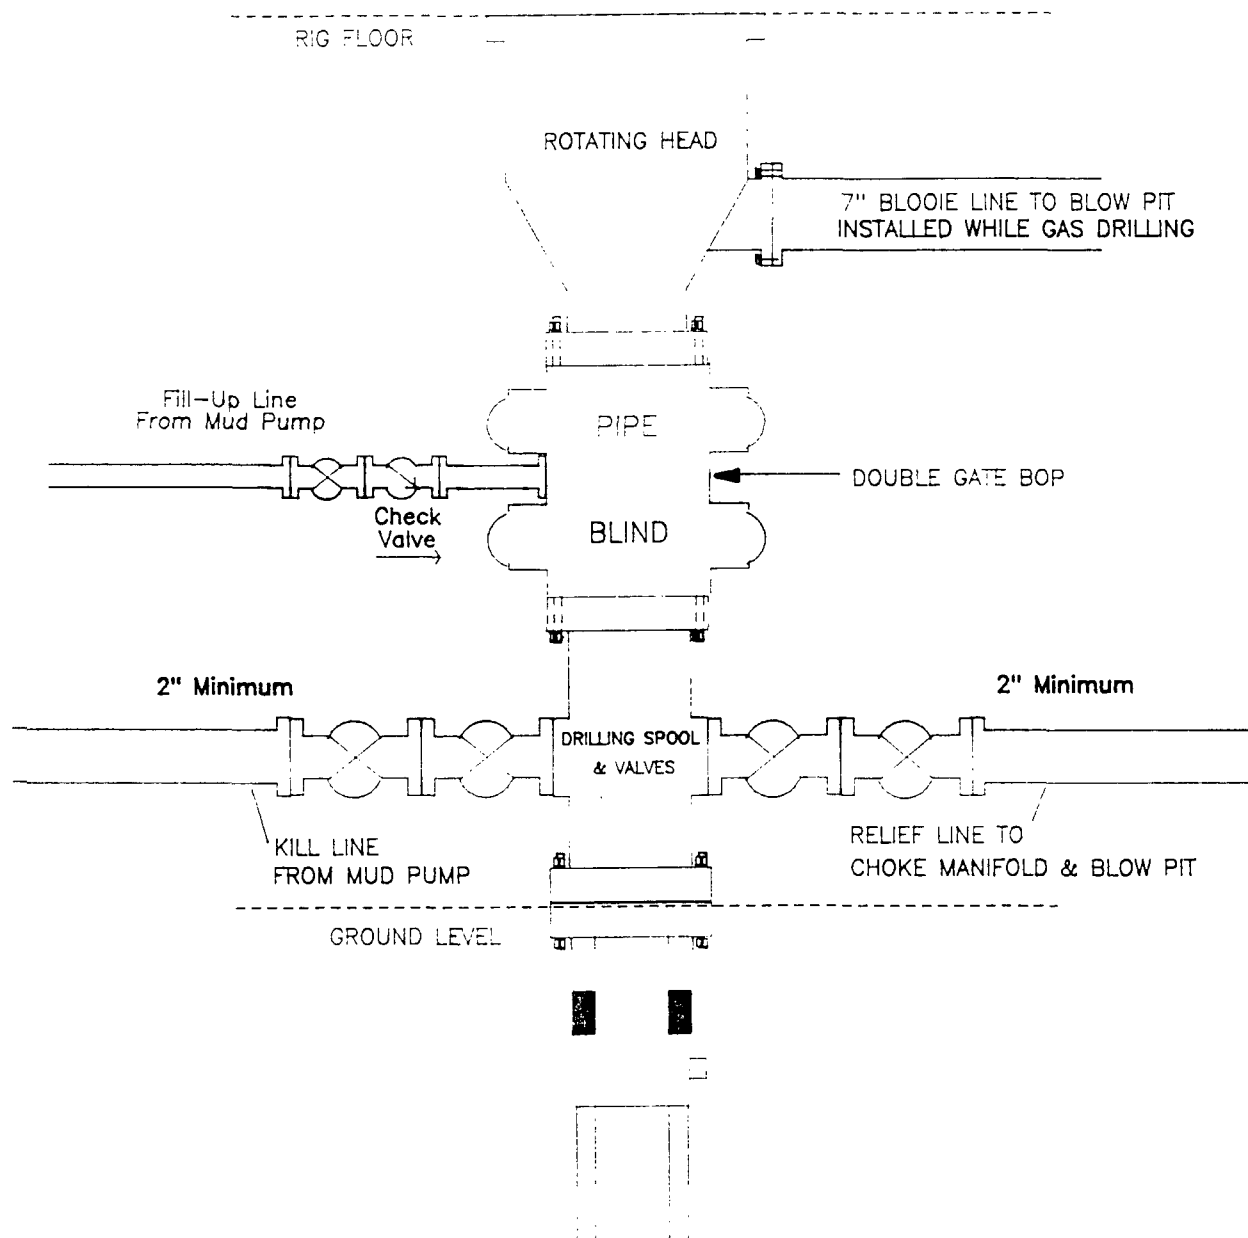 RIG FLOOR
ROTATING HEAD
7" BLOOIE LINE TO BLOW PIT
INSTALLED WHILE GAS DRILLING
Fill-Up Line
From Mud Pump
PIPE
DOUBLE GATE BOP
Check
Valve
BLIND
2" Minimum
2" Minimum
DRILLING SPOOL
& VALVES
KILL LINE
FROM MUD PUMP
RELIEF LINE TO
CHOKE MANIFOLD & BLOW PIT
GROUND LEVEL